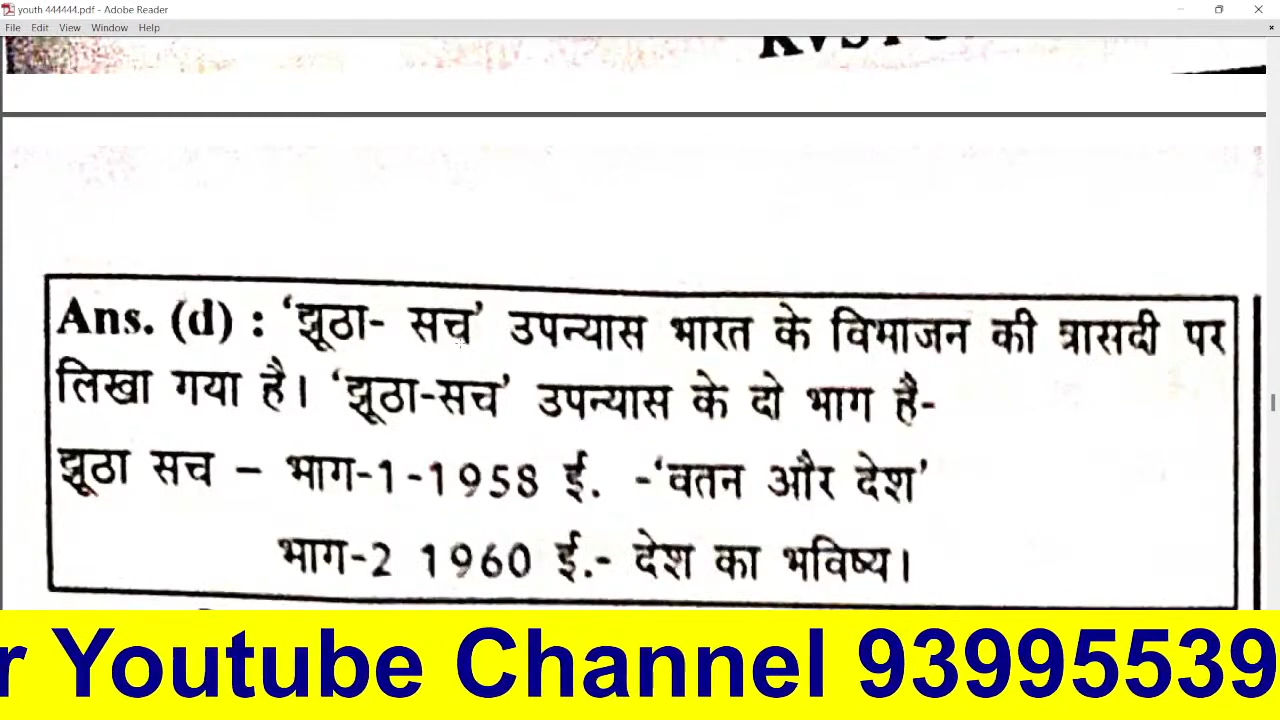 youth 444444.pdf - Adobe Reader
File Edit View Window Help
Ans. (d) : 'झूठा- सच' उपन्यास भारत के विभाजन की त्रासदी पर
लिखा गया है। 'झूठा-सच' उपन्यास के दो भाग है-
झूठा सच – भाग-1-1958 ई. -'वतन और देश'
भाग-2 1960 ई.- देश का भविष्य।
r Youtube Channel 93995539